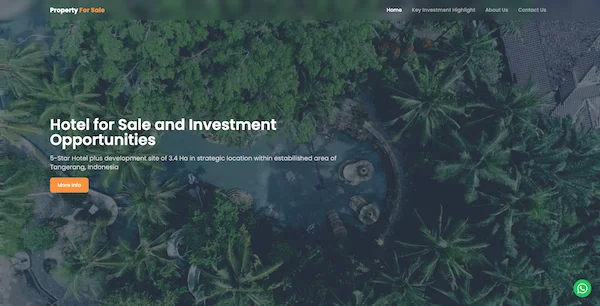 Property For Sale
Home Key Investment Highlight About Us Contact Us
Hotel for Sale and Investment
Opportunities
5-Star Hotel plus development site of 3.4 Ha in strategic location within established area of
Tangerang, Indonesia
More Info